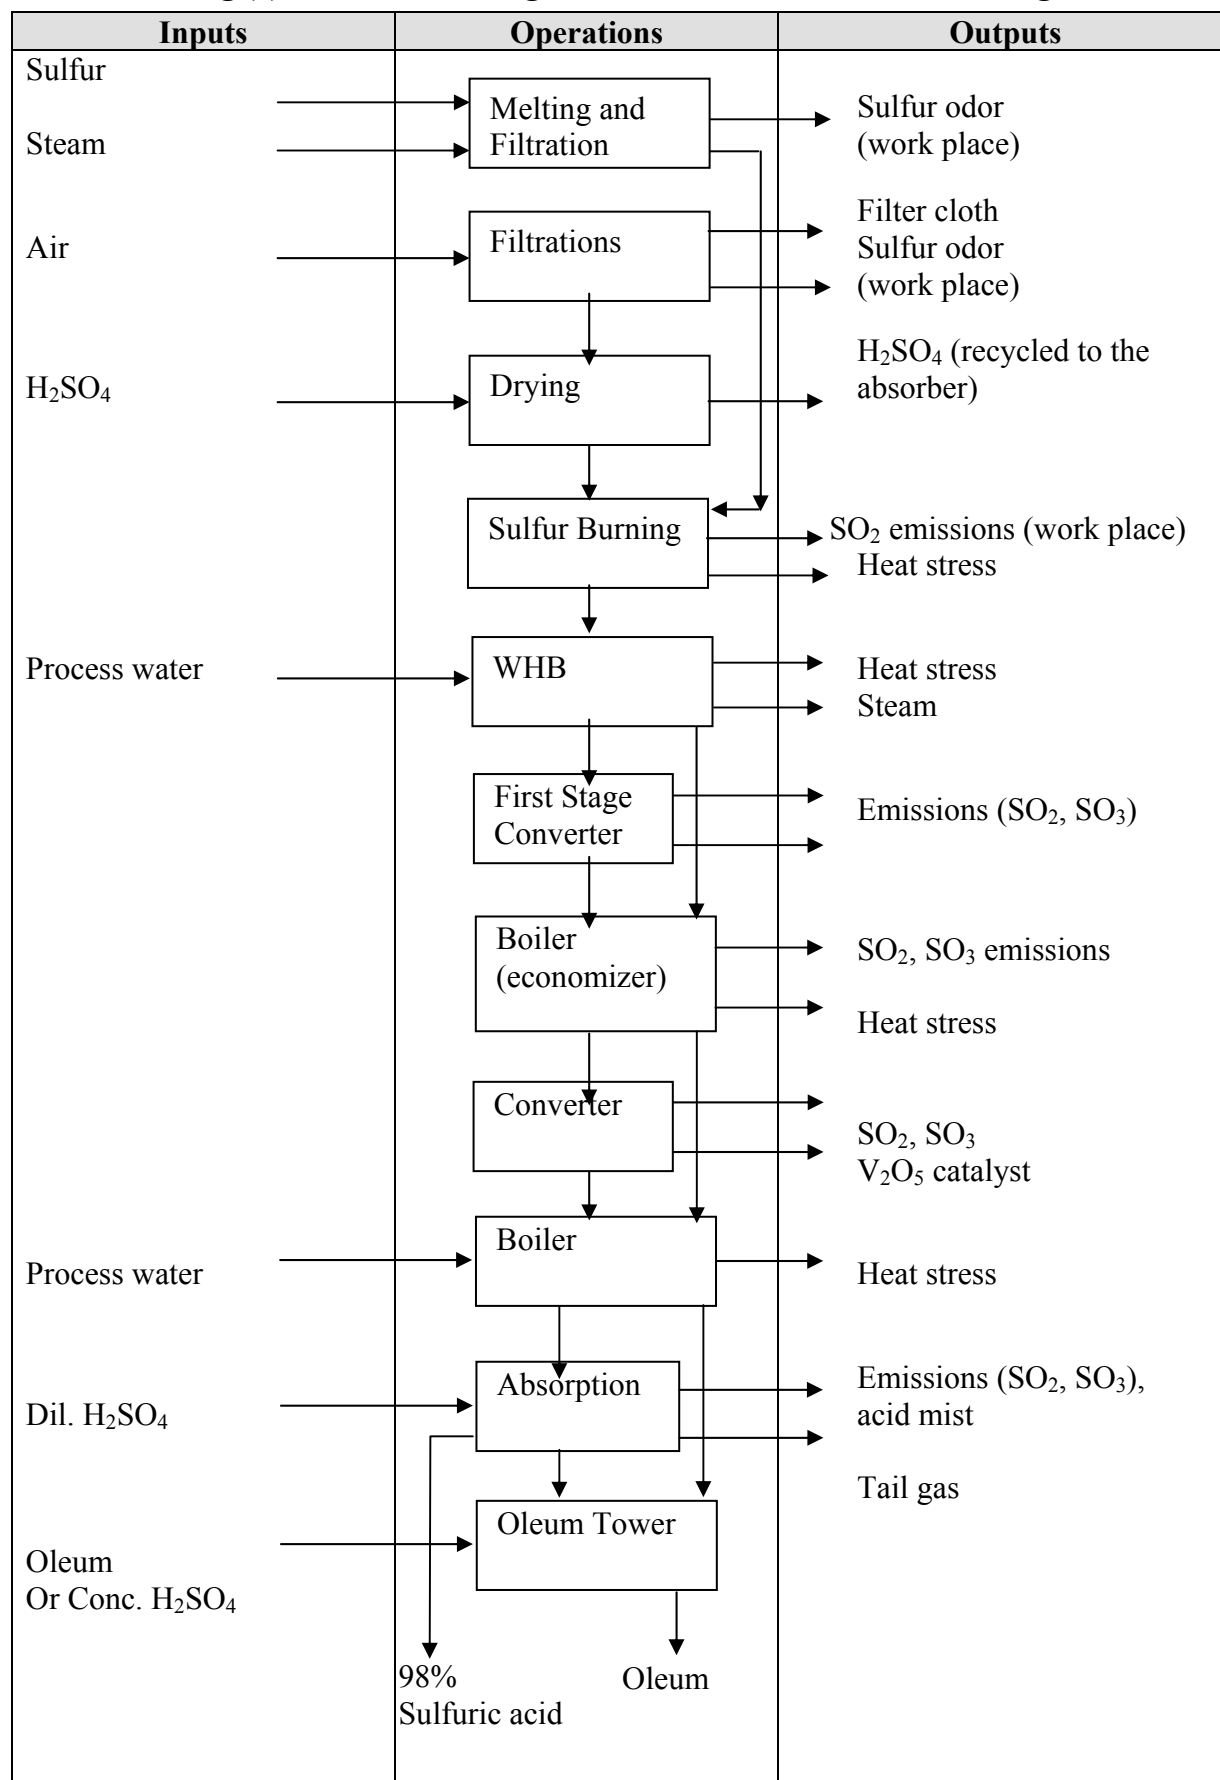 Inputs Operations Outputs
Sulfur
Melting and
Filtration
Sulfur odor
(work place)
Steam
Filter cloth
Air
Filtrations
Sulfur odor
(work place)
H₂SO₄ (recycled to the
absorber)
H₂SO₄
Drying
Sulfur Burning
SO₂ emissions (work place)
Heat stress
Process water
WHB
Heat stress
Steam
First Stage
Converter
Emissions (SO₂, SO₃)
Boiler
(economizer)
SO₂, SO₃ emissions
Heat stress
Converter
SO₂, SO₃
V₂O₅ catalyst
Boiler
Process water
Heat stress
Absorption
Emissions (SO₂, SO₃),
acid mist
Dil. H₂SO₄
Tail gas
Oleum Tower
Oleum
Or Conc. H₂SO₄
98%
Sulfuric acid
Oleum